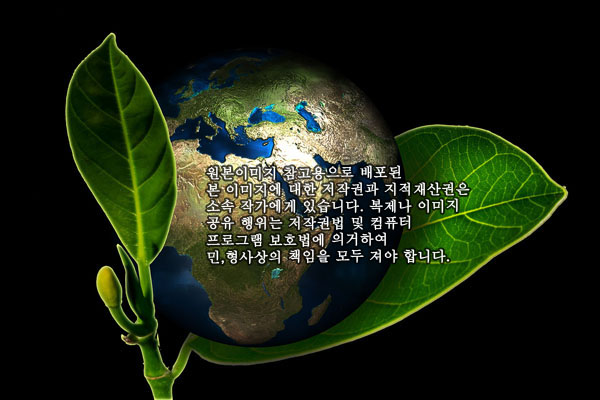 원본이미지 참고용으로 배포된
본 이미지에 대한 저작권과 지적재산권은
소속 작가에게 있습니다. 복제나 이미지
공유 행위는 저작권법 및 컴퓨터
프로그램 보호법에 의거하여
민,형사상의 책임을 모두 져야 합니다.